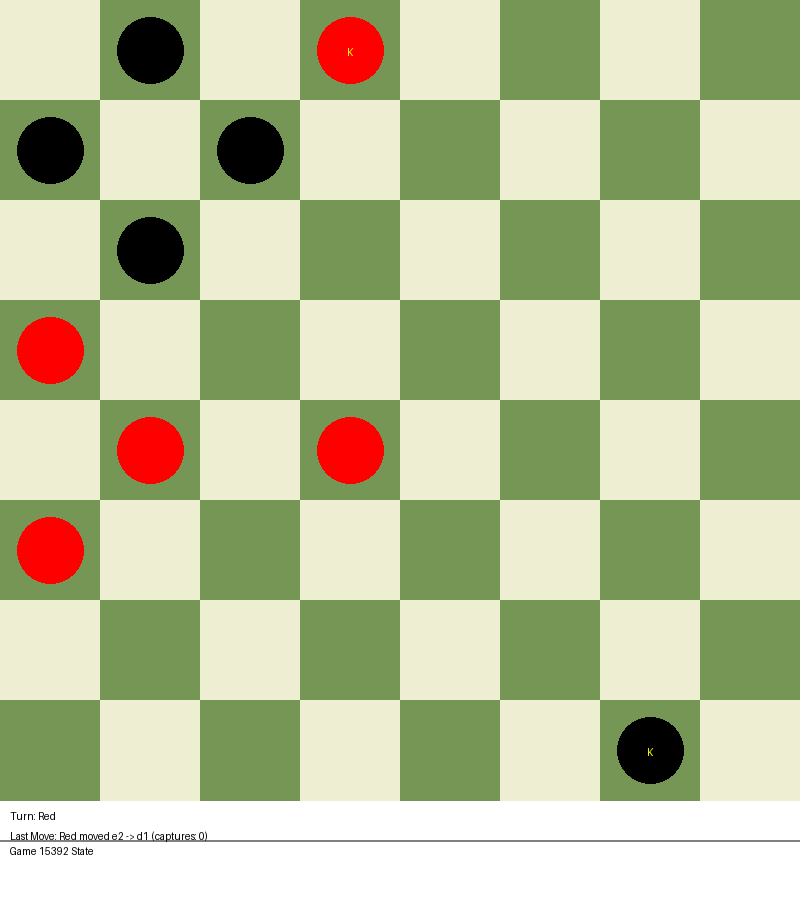 K
K
Turn: Red
Last Move: Red moved e2 -> d1 (captures: 0)
Game 15392 State